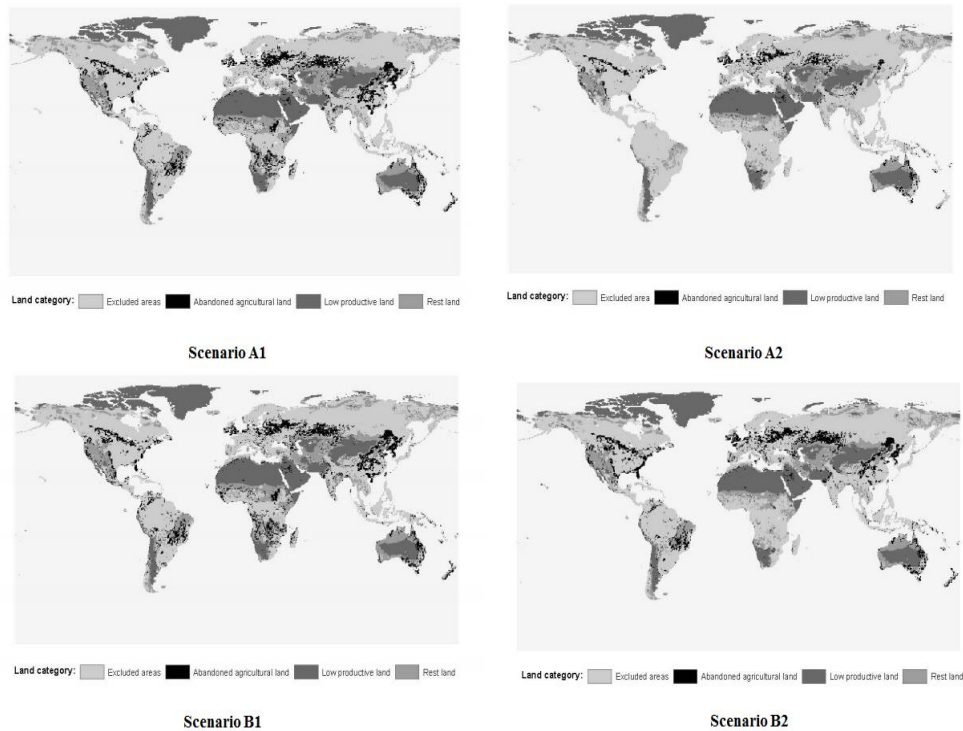 Land category: Excluded areas Abandoned agricultural land Low productive land Rest land
Scenario A1
Land category: Excluded area Abandoned agricultural land Low productive land Rest land
Scenario A2
Land category: Excluded areas Abandoned agricultural land Low productive land Rest land
Scenario B1
Land category: Excluded areas Abandoned agricultural land Low productive land Rest land
Scenario B2